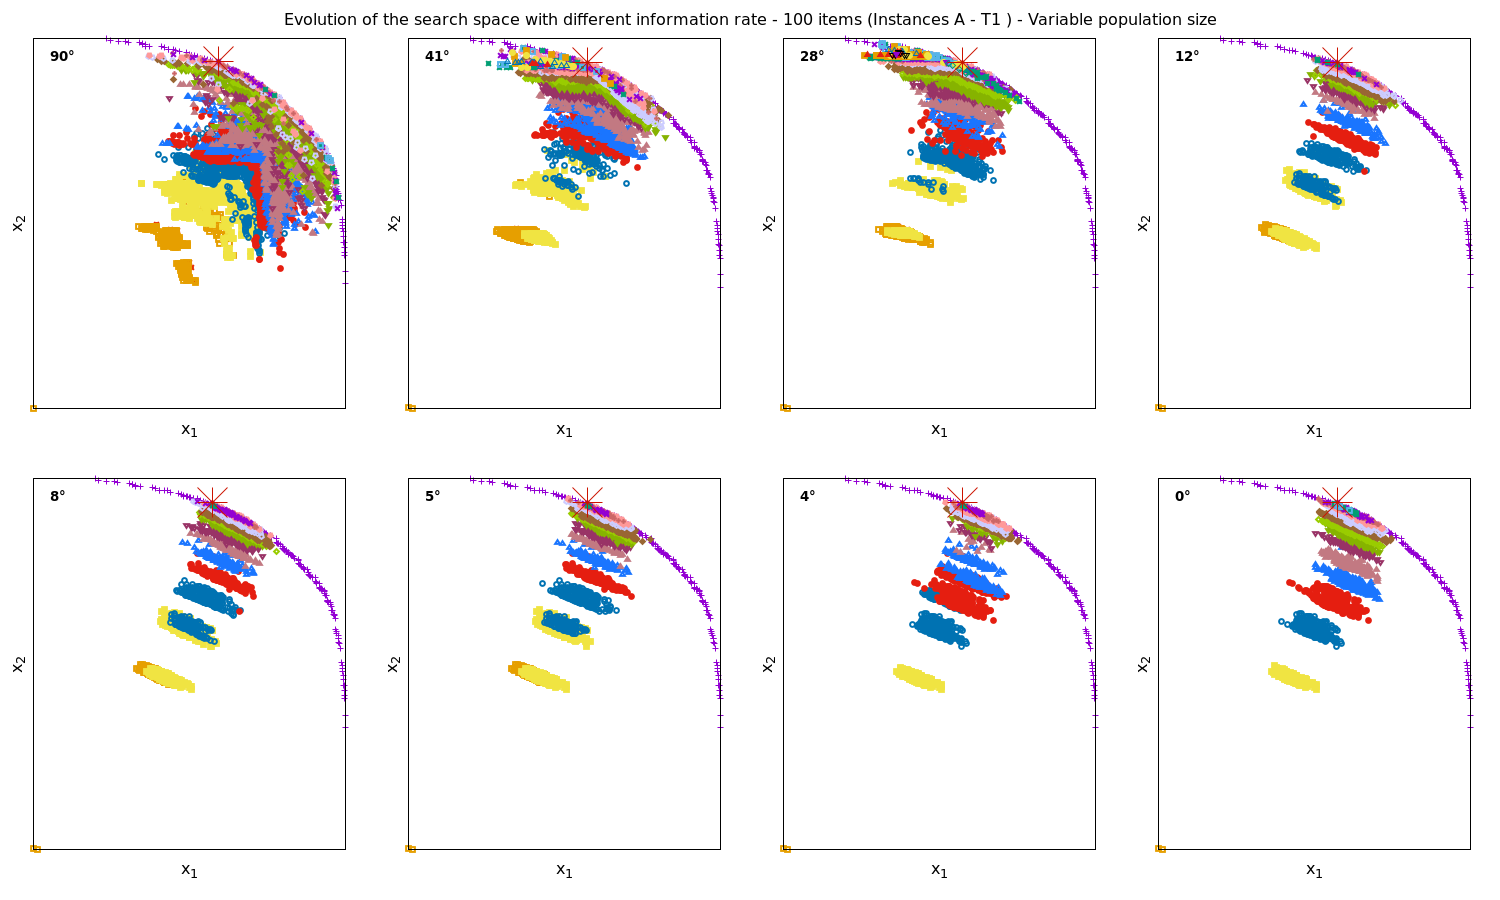 Evolution of the search space with different information rate - 100 items (Instances A - T1 ) - Variable population size
90°
41°
28°
12°
x2
x2
x2
x2
x1
x1
x1
x1
8°
5°
4°
0°
x2
x2
x2
x2
x1
x1
x1
x1